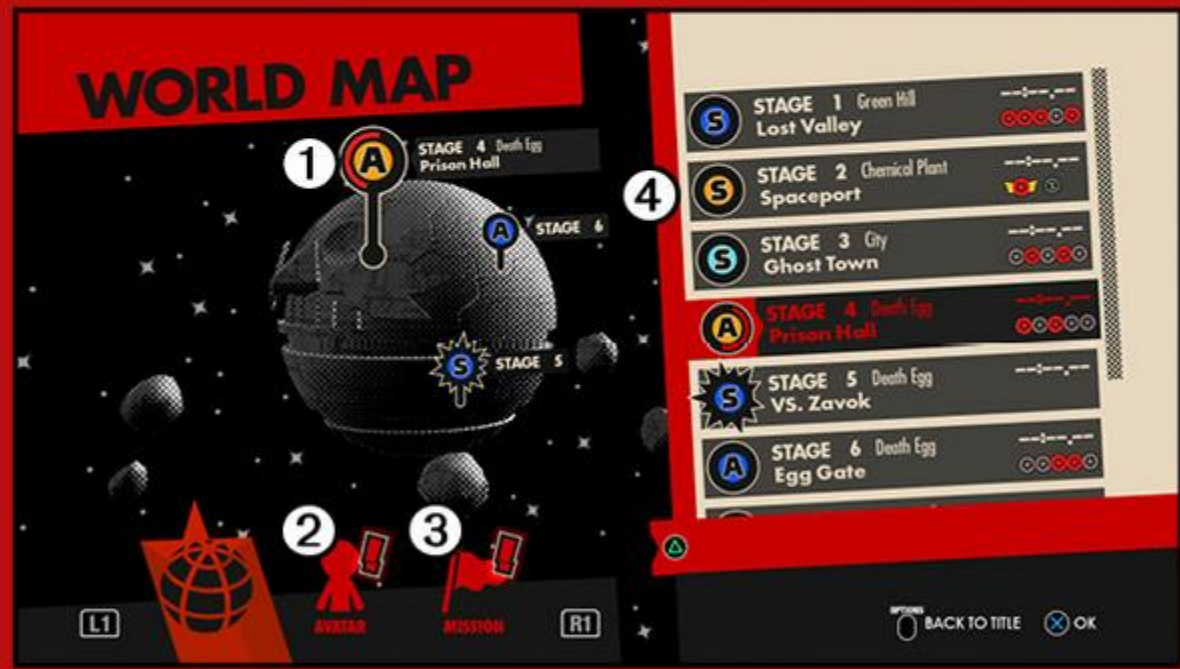 WORLD MAP
1
A
STAGE 4 Death Egg
Prison Hall
A
STAGE 6
S
STAGE 5
2
AVATAR
3
MISSION
L1
R1
4
S
STAGE 1 Green Hill
Lost Valley
--:--.--
S
STAGE 2 Chemical Plant
Spaceport
--:--.--
S
STAGE 3 City
Ghost Town
--:--.--
A
STAGE 4 Death Egg
Prison Hall
--:--.--
S
STAGE 5 Death Egg
VS. Zavok
--:--.--
A
STAGE 6 Death Egg
Egg Gate
--:--.--
OPTIONS
BACK TO TITLE
OK